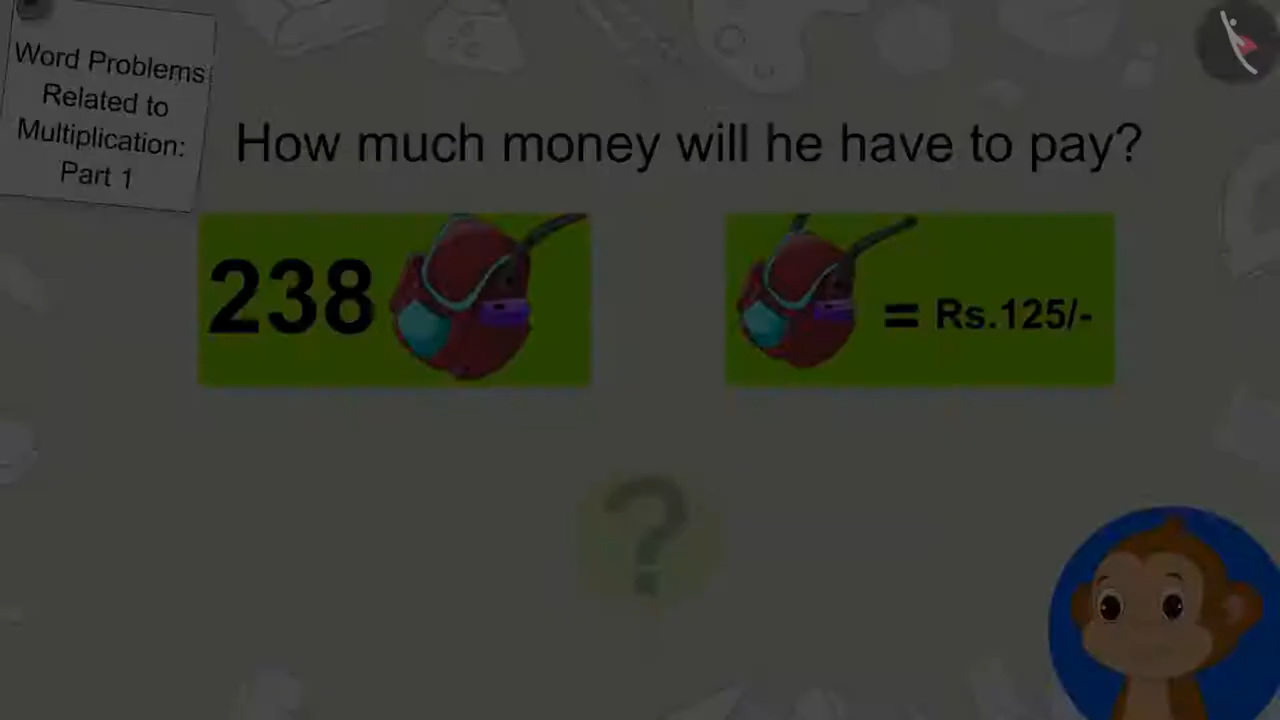 Word Problems
Related to
Multiplication:
Part 1
How much money will he have to pay?
238
= Rs.125/-
?